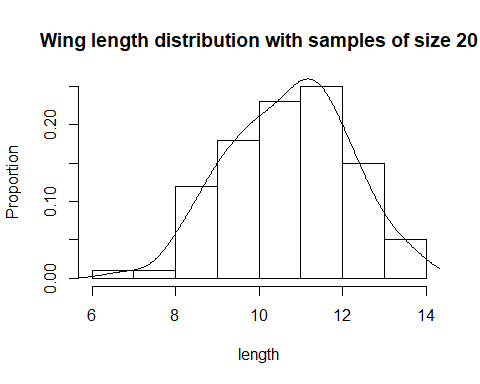 Wing length distribution with samples of size 20
Proportion
0.20
0.10
0.00
6 8 10 12 14
length